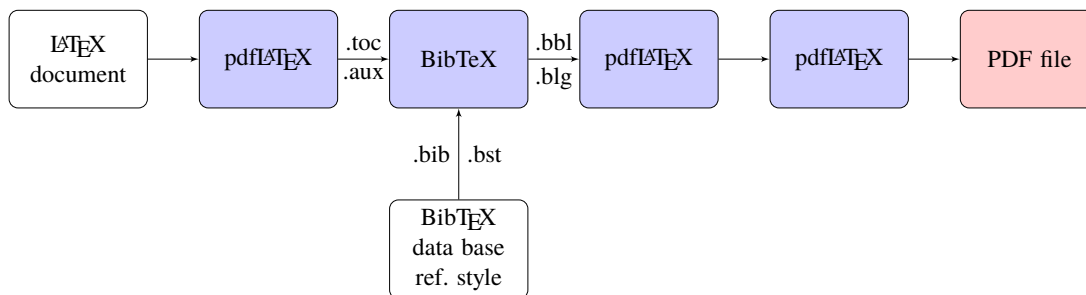 LATEX
document
pdfLATEX
.toc
.aux
BibTeX
.bbl
.blg
pdfLATEX
pdfLATEX
PDF file
.bib
.bst
BibTEX
data base
ref. style